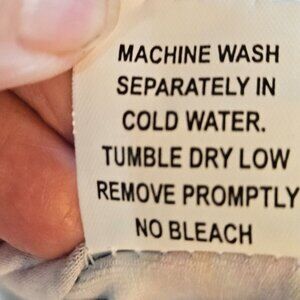 MACHINE WASH
SEPARATELY IN
COLD WATER.
TUMBLE DRY LOW
REMOVE PROMPTLY
NO BLEACH